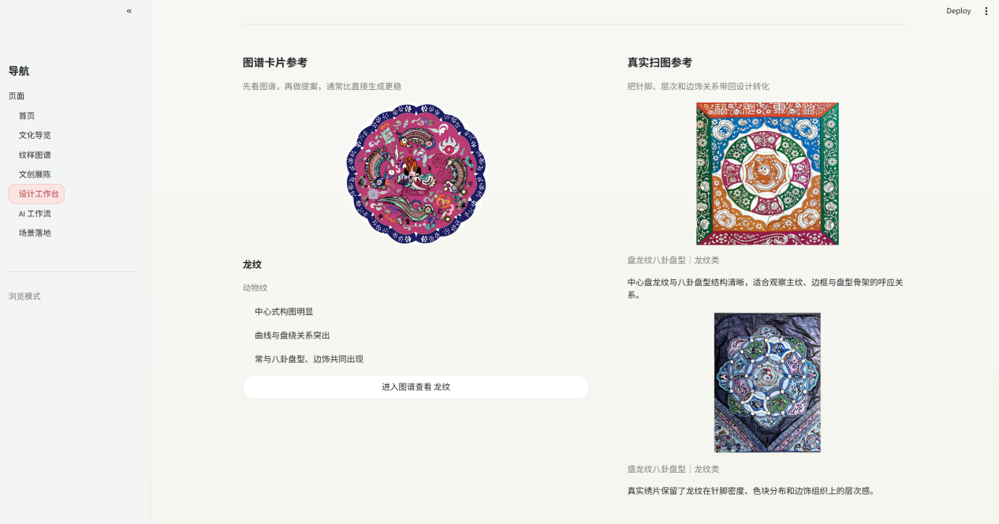 «
Deploy
导航
页面
首页
文化导览
纹样图谱
文创展陈
设计工作台
AI 工作流
场景落地
浏览模式
图谱卡片参考
先看图谱，再做提案，通常比直接生成更稳
龙纹
动物纹
中心式构图明显
曲线与盘绕关系突出
常与八卦盘型、边饰共同出现
进入图谱查看 龙纹
真实扫图参考
把针脚、层次和边饰关系带回设计转化
盘龙纹八卦盘型｜龙纹类
中心盘龙纹与八卦盘型结构清晰，适合观察主纹、边框与盘型骨架的呼应关
系。
盛龙纹八卦盘型｜龙纹类
真实绣片保留了龙纹在针脚密度、色块分布和边饰组织上的层次感。